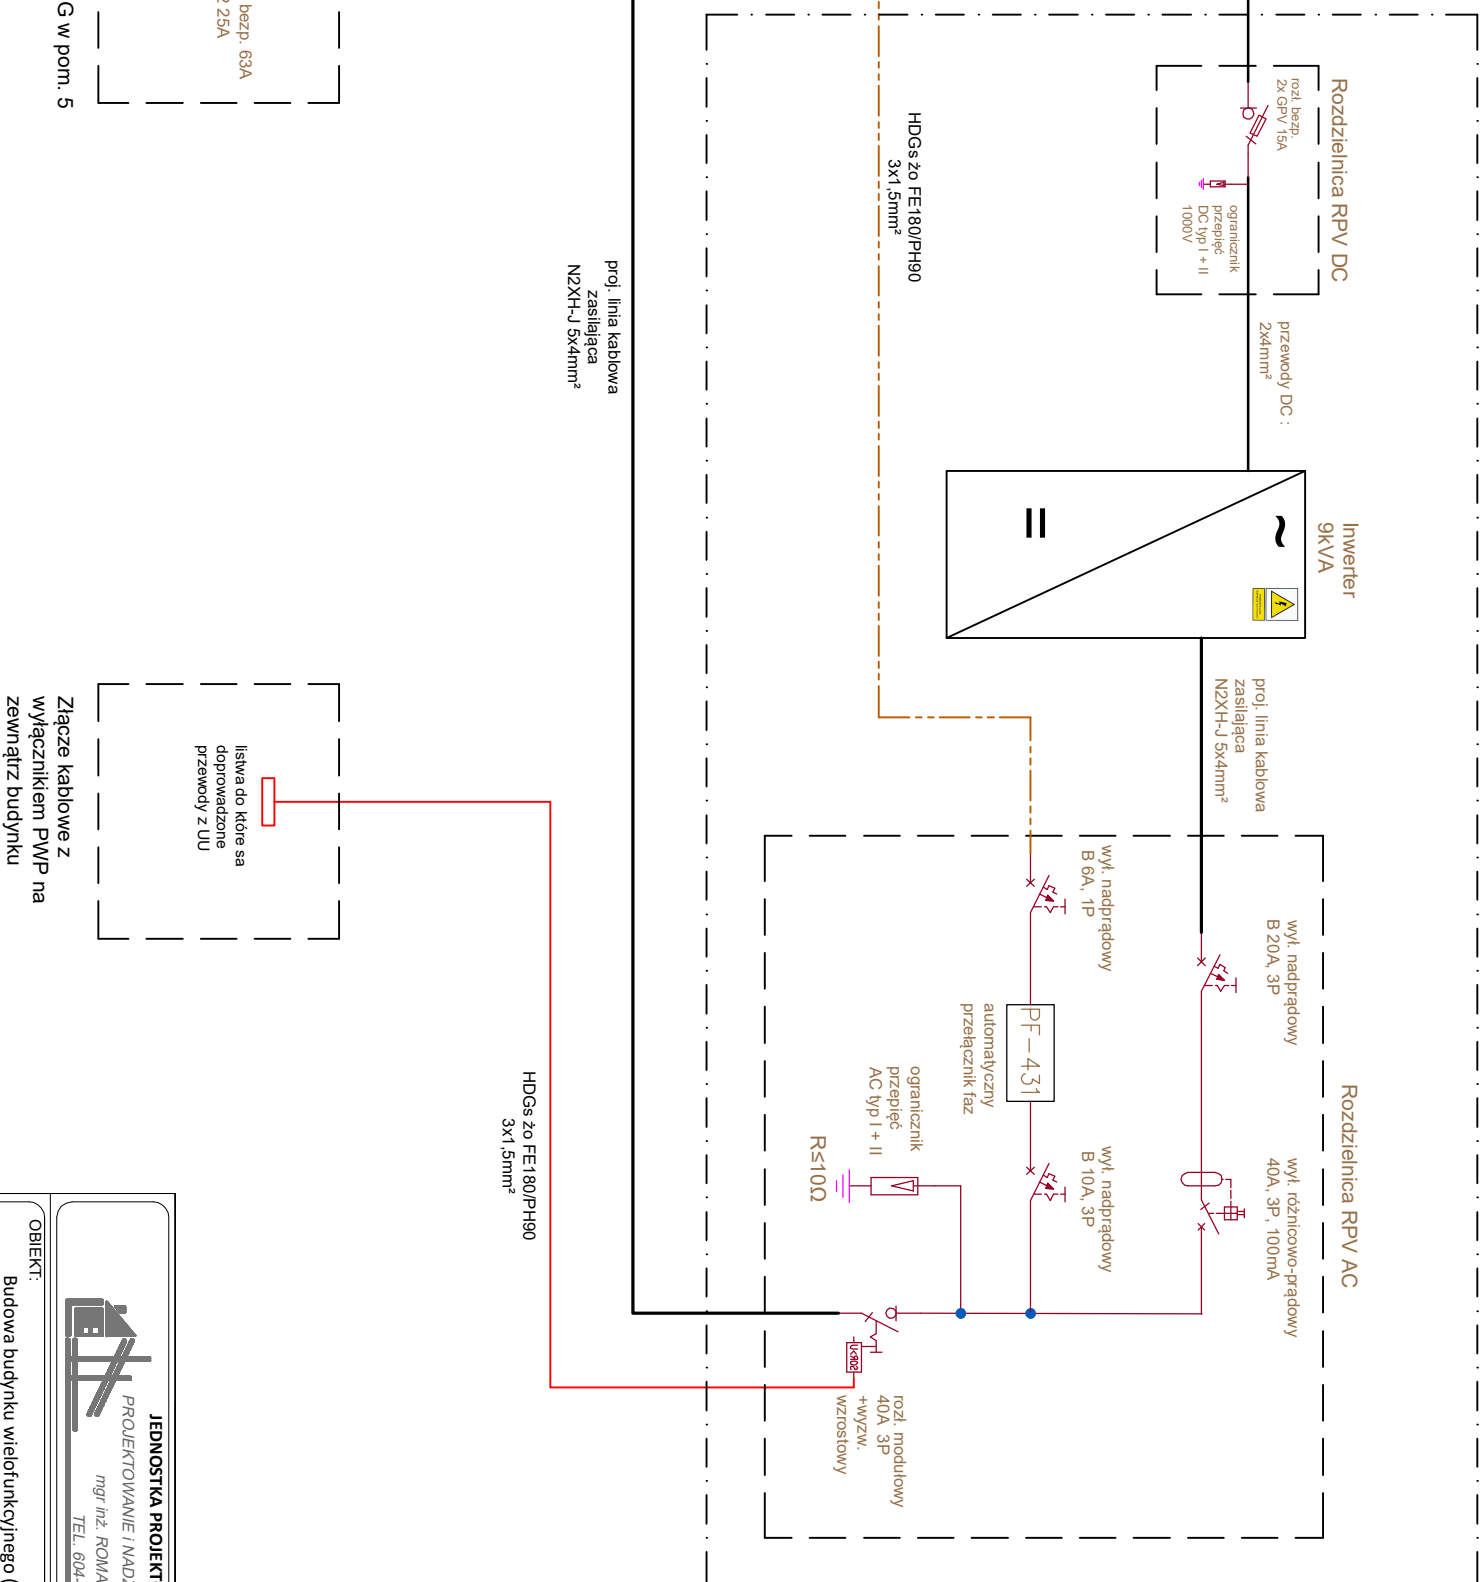 Rozdzielnica RPV DC
rozł. bezp.
2x GPV 15A
ogranicznik
przepięć
DC typ I + II
1000V
przewody DC :
2x4mm²
Inwerter
9kVA
~
=
proj. linia kablowa
zasilająca
N2XH-J 5x4mm²
Rozdzielnica RPV AC
wył. nadprądowy
B 20A, 3P
wył. różnicowo-prądowy
40A, 3P, 100mA
wył. nadprądowy
B 6A, 1P
PF-431
automatyczny
przełącznik faz
wył. nadprądowy
B 10A, 3P
ogranicznik
przepięć
AC typ I + II
R≤10Ω
rozł. modułowy
40A 3P
+wyzw.
wzrostowy
HDGs żo FE180/PH90
3x1,5mm²
proj. linia kablowa
zasilająca
N2XH-J 5x4mm²
HDGs żo FE180/PH90
3x1,5mm²
bezp. 63A
25A
G w pom. 5
listwa do które sa
doprowadzone
przewody z UU
Złącze kablowe z
wyłącznikiem PWP na
zewnątrz budynku
JEDNOSTKA PROJEKT
PROJEKTOWANIE i NADZ
mgr inż. ROMA
TEL. 604-
OBIEKT:
Budowa budynku wielofunkcyjnego (